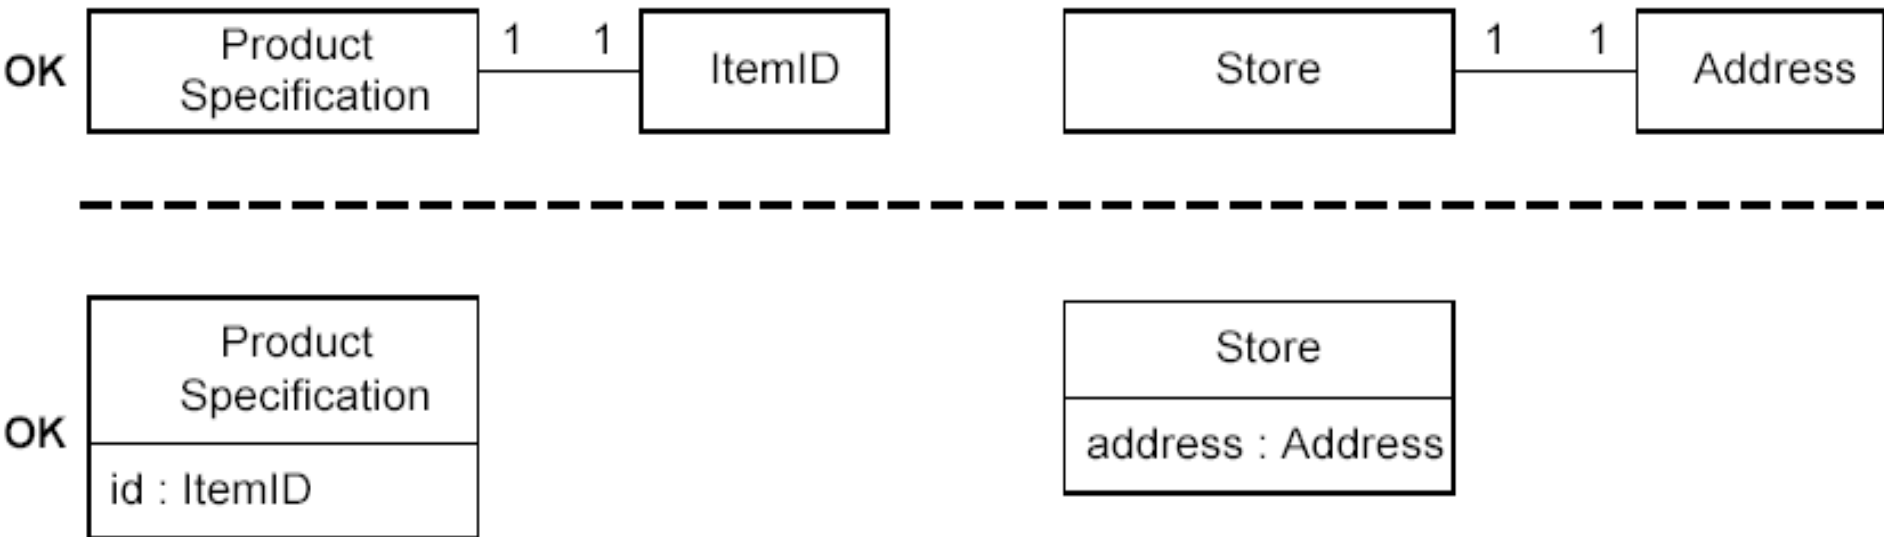 OK
Product
Specification
1 1
ItemID
Store
1 1
Address
OK
Product
Specification
id : ItemID
Store
address : Address